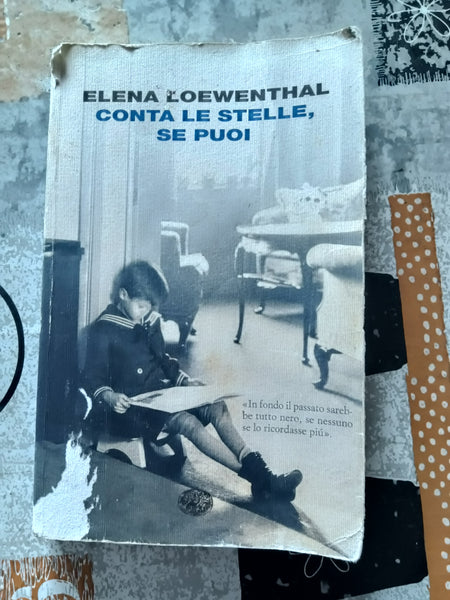 ELENA LOEWENTHAL
CONTA LE STELLE,
SE PUOI
«In fondo il passato sareb-
be tutto nero, se nessuno
se lo ricordasse piú».